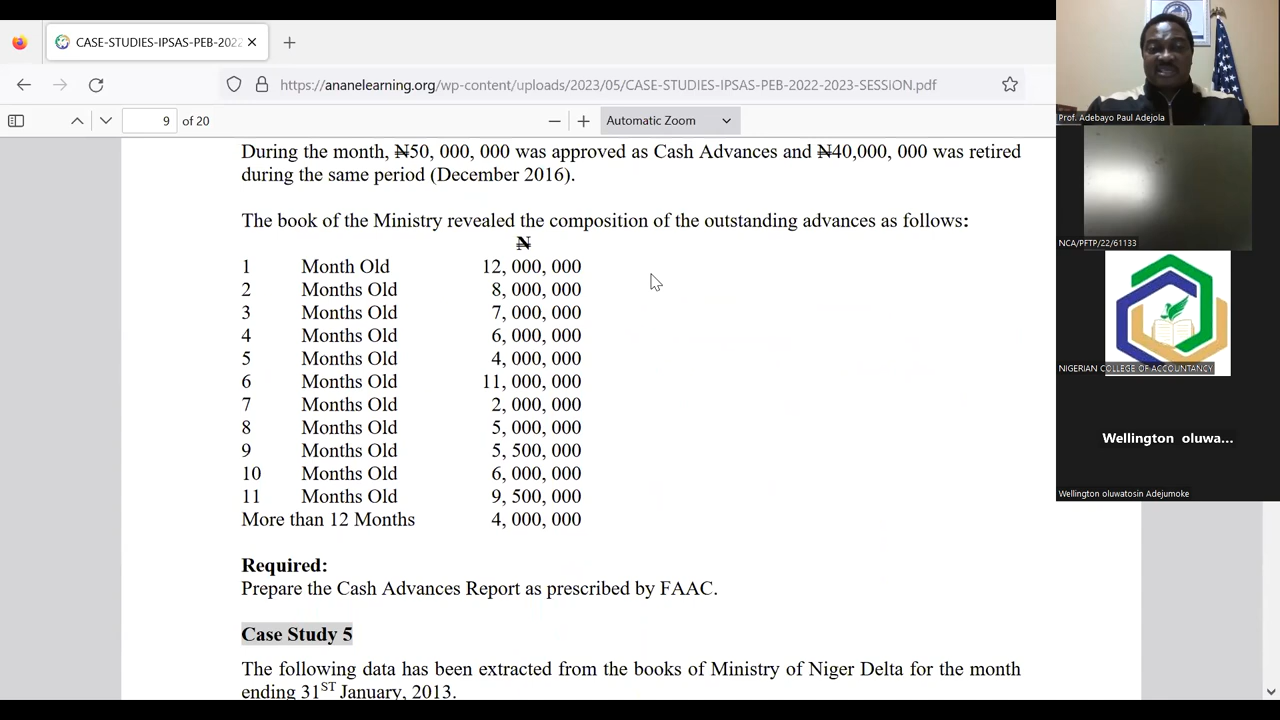 CASE-STUDIES-IPSAS-PEB-2022
https://ananelearning.org/wp-content/uploads/2023/05/CASE-STUDIES-IPSAS-PEB-2022-2023-SESSION.pdf
9 of 20
Automatic Zoom
During the month, ₦50, 000, 000 was approved as Cash Advances and ₦40,000, 000 was retired
during the same period (December 2016).
The book of the Ministry revealed the composition of the outstanding advances as follows:
₦
1 Month Old 12, 000, 000
2 Months Old 8, 000, 000
3 Months Old 7, 000, 000
4 Months Old 6, 000, 000
5 Months Old 4, 000, 000
6 Months Old 11, 000, 000
7 Months Old 2, 000, 000
8 Months Old 5, 000, 000
9 Months Old 5, 500, 000
10 Months Old 6, 000, 000
11 Months Old 9, 500, 000
More than 12 Months 4, 000, 000
Required:
Prepare the Cash Advances Report as prescribed by FAAC.
Case Study 5
The following data has been extracted from the books of Ministry of Niger Delta for the month
ending 31ST January, 2013.
Prof. Adebayo Paul Adejola
NCA/PFTP/22/61133
NIGERIAN COLLEGE OF ACCOUNTANCY
Wellington oluwa...
Wellington oluwatosin Adejumoke